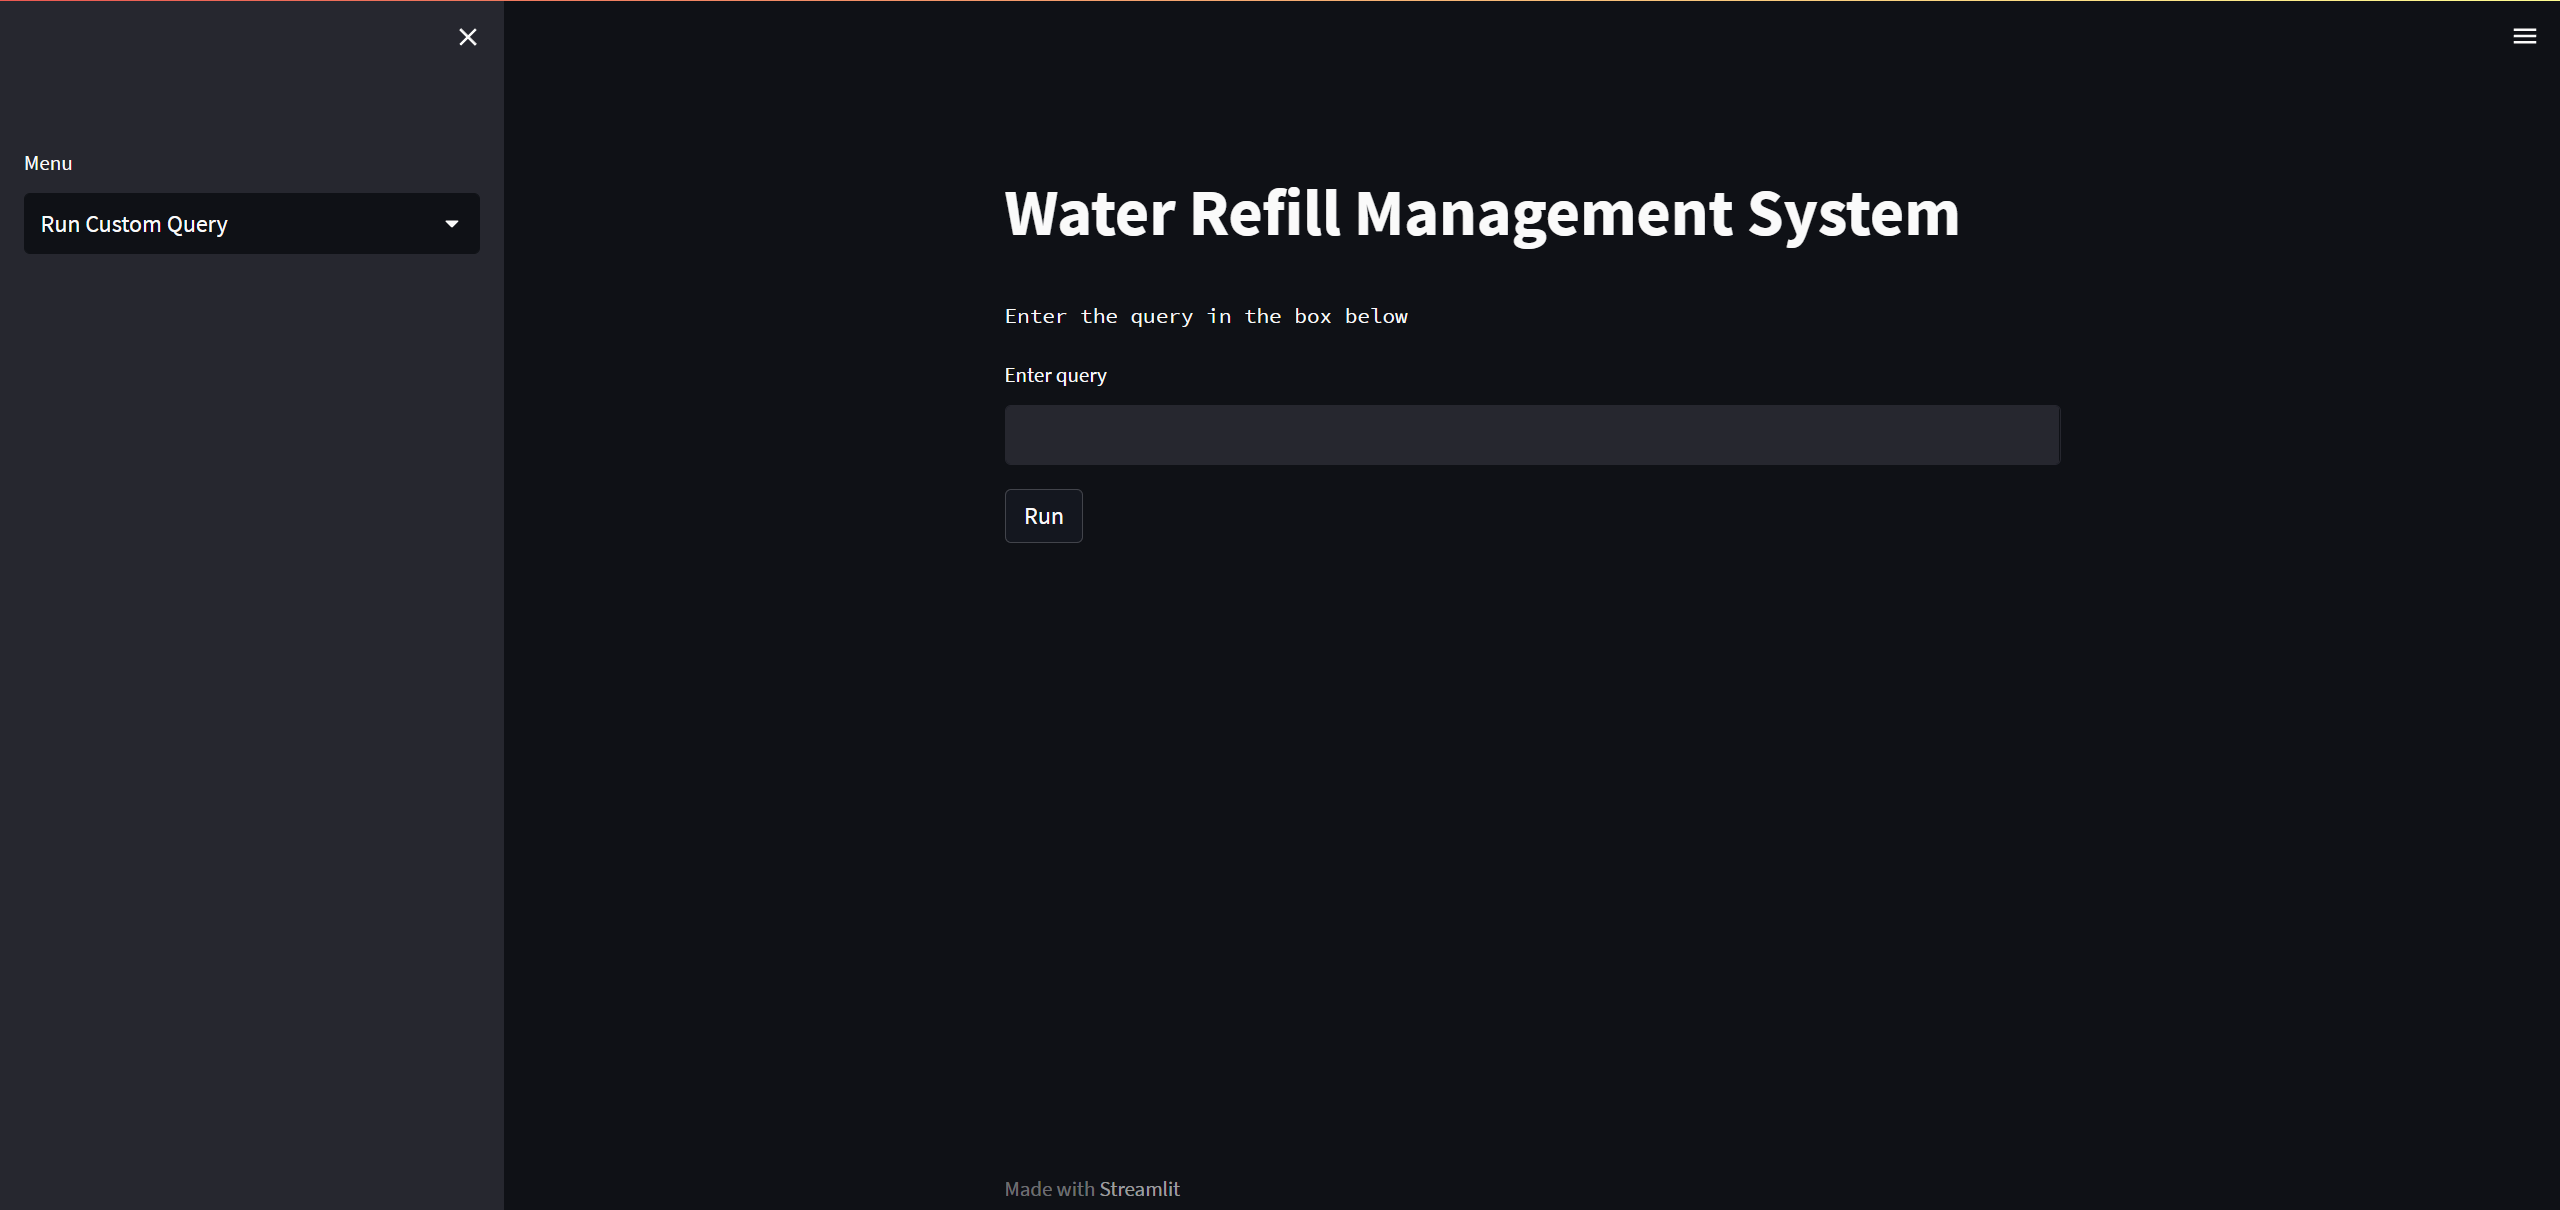 Menu
Run Custom Query
Water Refill Management System
Enter the query in the box below
Enter query
Run
Made with Streamlit